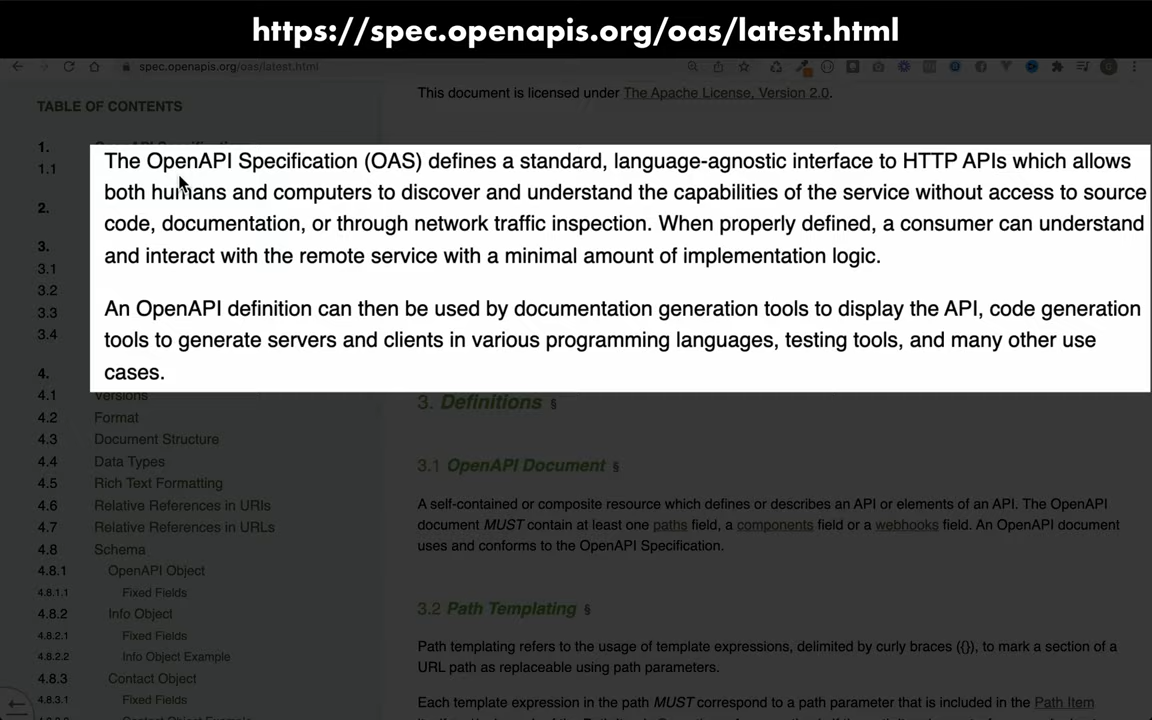 https://spec.openapis.org/oas/latest.html
spec.openapis.org/oas/latest.html
TABLE OF CONTENTS
This document is licensed under The Apache License, Version 2.0.
1.
1.1
2.
3.
3.1
3.2
3.3
3.4
4.
The OpenAPI Specification (OAS) defines a standard, language-agnostic interface to HTTP APIs which allows
both humans and computers to discover and understand the capabilities of the service without access to source
code, documentation, or through network traffic inspection. When properly defined, a consumer can understand
and interact with the remote service with a minimal amount of implementation logic.
An OpenAPI definition can then be used by documentation generation tools to display the API, code generation
tools to generate servers and clients in various programming languages, testing tools, and many other use
cases.
4.1 Versions
4.2 Format
4.3 Document Structure
4.4 Data Types
4.5 Rich Text Formatting
4.6 Relative References in URIs
4.7 Relative References in URLs
4.8 Schema
4.8.1 OpenAPI Object
4.8.1.1 Fixed Fields
4.8.2 Info Object
4.8.2.1 Fixed Fields
4.8.2.2 Info Object Example
4.8.3 Contact Object
4.8.3.1 Fixed Fields
3. Definitions §
3.1 OpenAPI Document §
A self-contained or composite resource which defines or describes an API or elements of an API. The OpenAPI
document MUST contain at least one paths field, a components field or a webhooks field. An OpenAPI document
uses and conforms to the OpenAPI Specification.
3.2 Path Templating §
Path templating refers to the usage of template expressions, delimited by curly braces ({}), to mark a section of a
URL path as replaceable using path parameters.
Each template expression in the path MUST correspond to a path parameter that is included in the Path Item